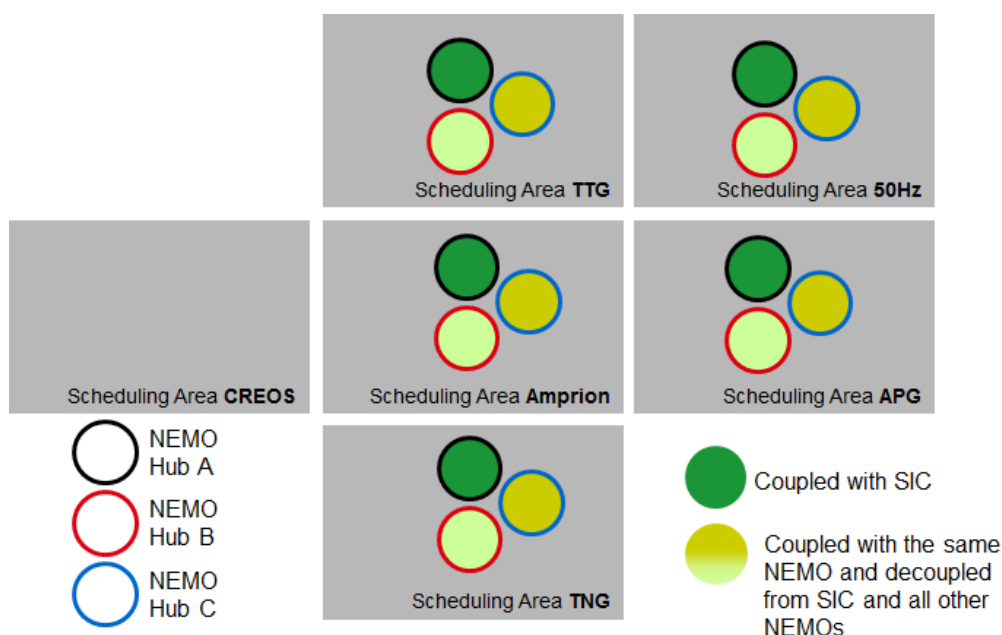 Scheduling Area TTG
Scheduling Area 50Hz
Scheduling Area CREOS
Scheduling Area Amprion
Scheduling Area APG
NEMO
Hub A
NEMO
Hub B
NEMO
Hub C
Scheduling Area TNG
Coupled with SIC
Coupled with the same
NEMO and decoupled
from SIC and all other
NEMOs